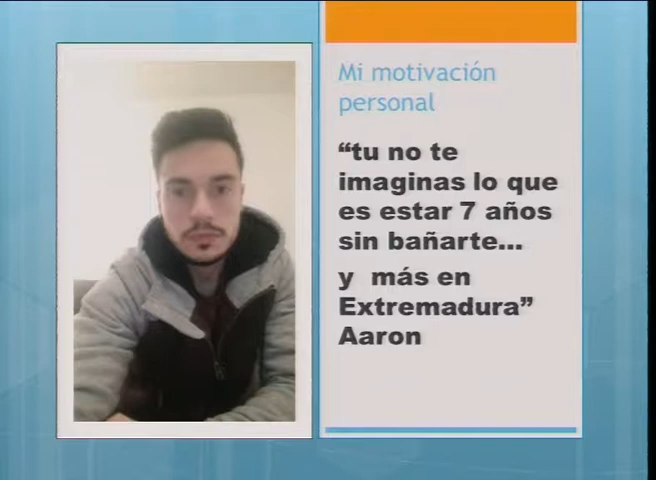 Mi motivación
personal
“tu no te
imaginas lo que
es estar 7 años
sin bañarte...
y más en
Extremadura”
Aaron